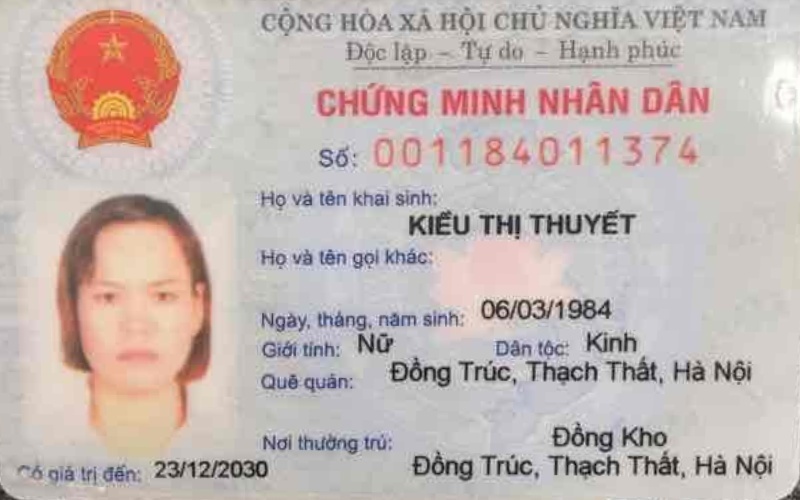 CỘNG HÒA XÃ HỘI CHỦ NGHĨA VIỆT NAM
Độc lập – Tự do – Hạnh phúc
CHỨNG MINH NHÂN DÂN
Số: 001184011374
Họ và tên khai sinh:
KIỀU THỊ THUYẾT
Họ và tên gọi khác:
Ngày, tháng, năm sinh: 06/03/1984
Giới tính: Nữ Dân tộc: Kinh
Quê quán: Đồng Trúc, Thạch Thất, Hà Nội
Nơi thường trú: Đồng Kho
Đồng Trúc, Thạch Thất, Hà Nội
Có giá trị đến: 23/12/2030